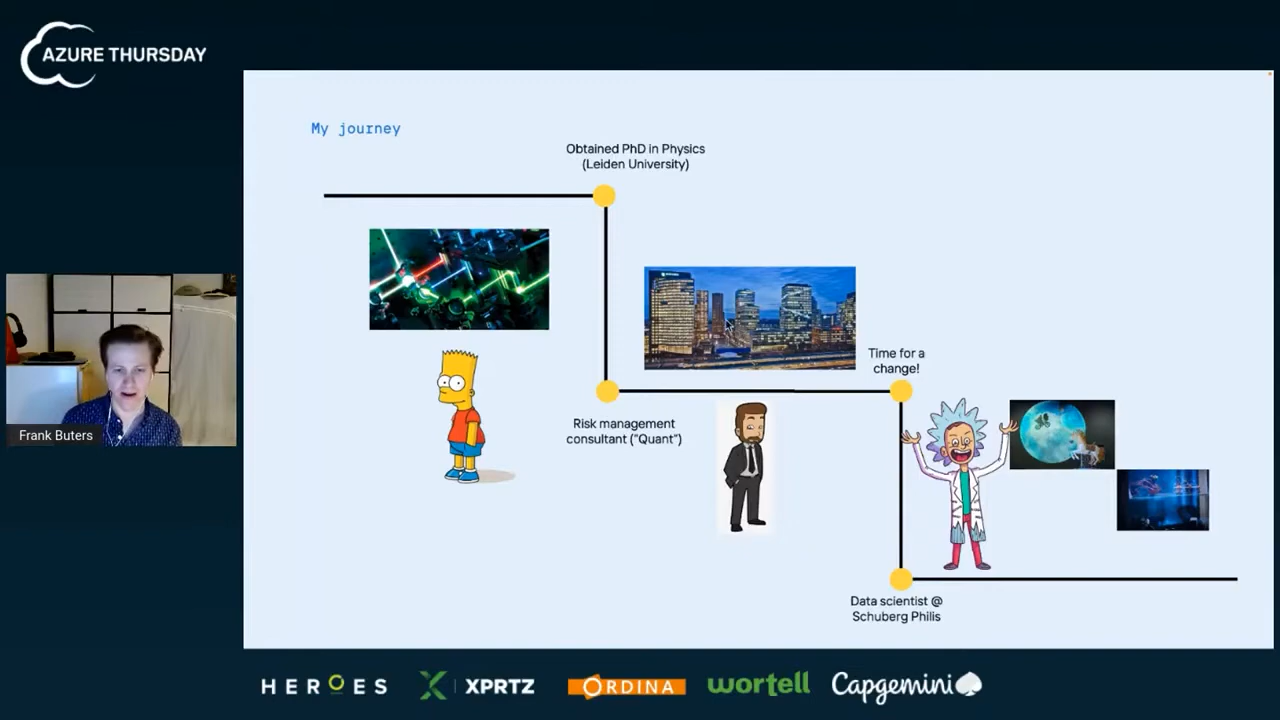 AZURE THURSDAY
My journey
Obtained PhD in Physics
(Leiden University)
Time for a
change!
Risk management
consultant ("Quant")
Frank Buters
Data scientist @
Schuberg Philis
HEROES
XPRTZ
ORDINA
wortell
Capgemini